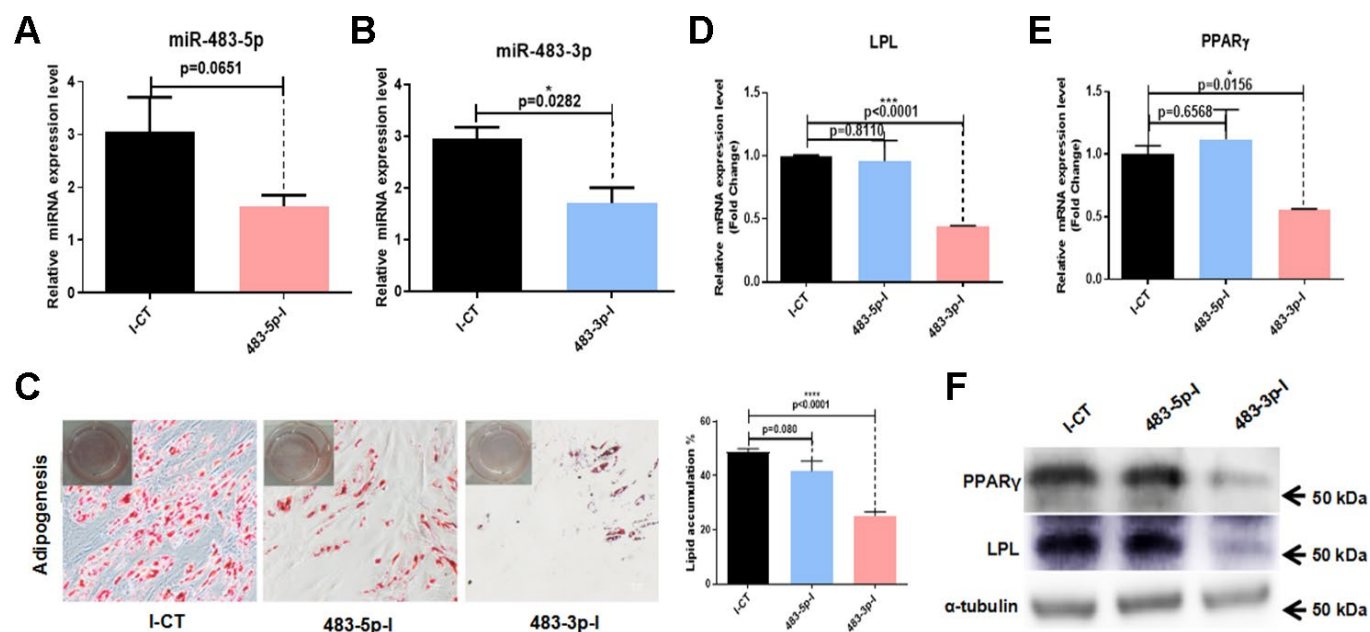 A
miR-483-5p
p=0.0651
Relative miRNA expression level
4
3
2
1
0
I-CT
483-5p-I
B
miR-483-3p
*
p=0.0282
Relative miRNA expression level
4
3
2
1
0
I-CT
483-3p-I
D
LPL
***
p<0.0001
p=0.8110
Relative mRNA expression level
(Fold Change)
1.5
1.0
0.5
0.0
I-CT
483-5p-I
483-3p-I
E
PPARγ
*
p=0.0156
p=0.6568
Relative mRNA expression level
(Fold Change)
1.5
1.0
0.5
0.0
I-CT
483-5p-I
483-3p-I
C
Adipogenesis
I-CT
483-5p-I
483-3p-I
****
p<0.0001
p=0.080
Lipid accumulation %
60
40
20
0
I-CT
483-5p-I
483-3p-I
F
I-CT
483-5p-I
483-3p-I
PPARγ
50 kDa
LPL
50 kDa
α-tubulin
50 kDa